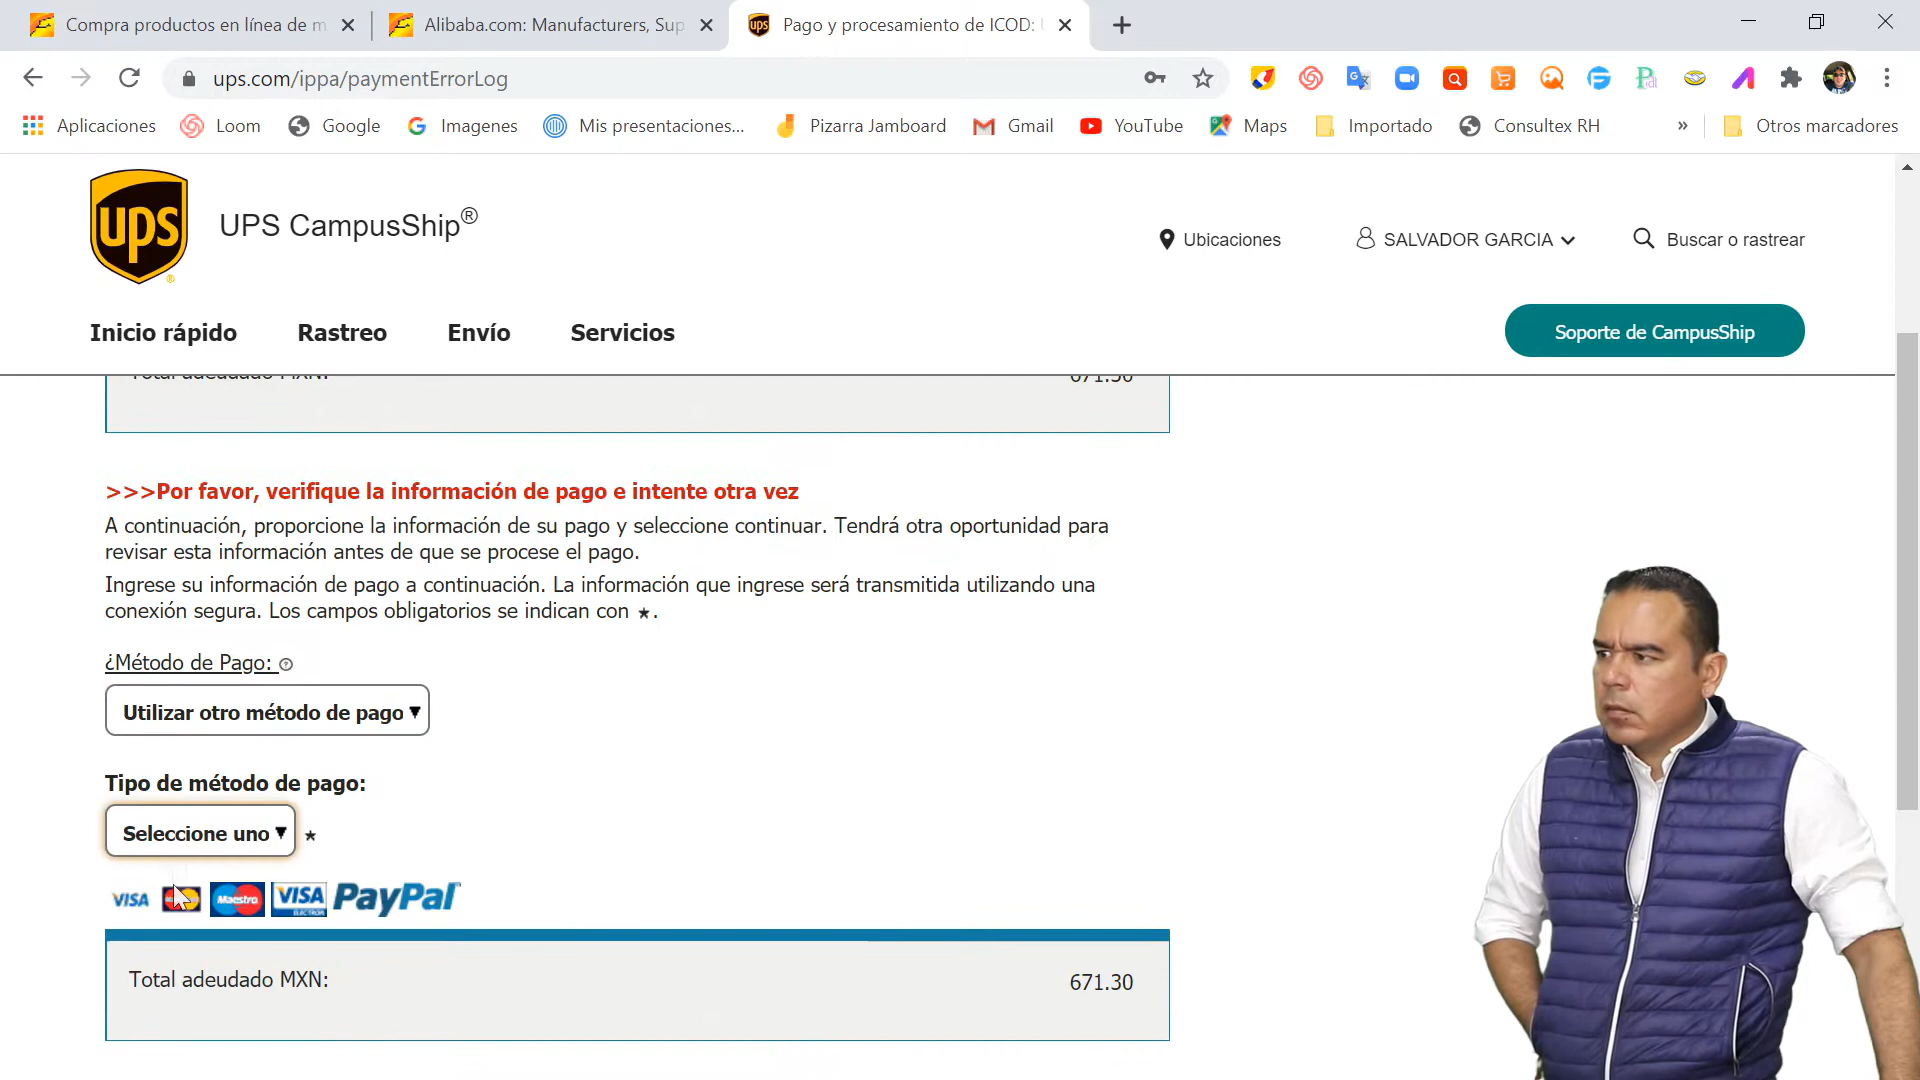 Compra productos en línea de m
Alibaba.com: Manufacturers, Sup
Pago y procesamiento de ICOD:
ups.com/ippa/paymentErrorLog
Aplicaciones
Loom
Google
Imagenes
Mis presentaciones...
Pizarra Jamboard
Gmail
YouTube
Maps
Importado
Consultex RH
»
Otros marcadores
ups
UPS CampusShip®
Ubicaciones
SALVADOR GARCIA
Buscar o rastrear
Inicio rápido
Rastreo
Envío
Servicios
Soporte de CampusShip
Total adeudado MXN:
671.30
>>>Por favor, verifique la información de pago e intente otra vez
A continuación, proporcione la información de su pago y seleccione continuar. Tendrá otra oportunidad para
revisar esta información antes de que se procese el pago.
Ingrese su información de pago a continuación. La información que ingrese será transmitida utilizando una
conexión segura. Los campos obligatorios se indican con ★.
¿Método de Pago:
Utilizar otro método de pago
Tipo de método de pago:
Seleccione uno ★
VISA
Maestro
VISA
ELECTRON
PayPal
Total adeudado MXN:
671.30